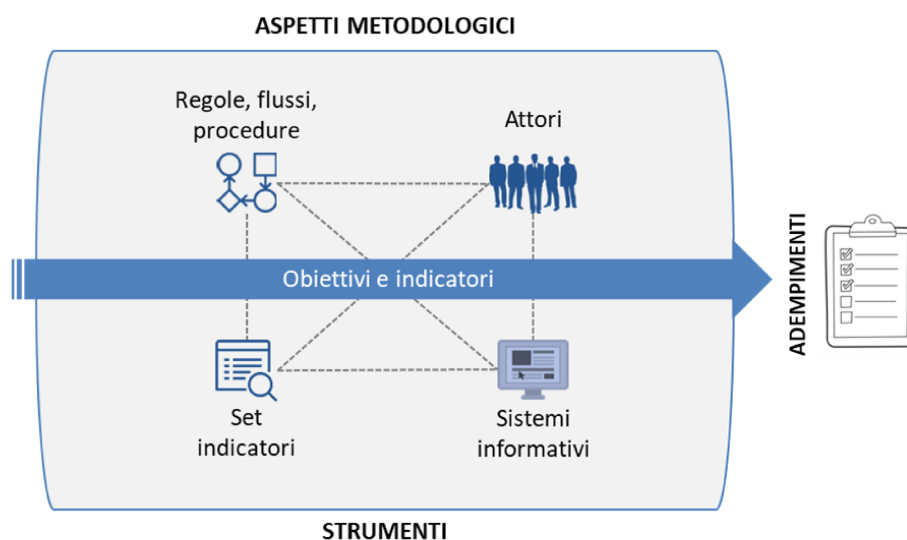 ASPETTI METODOLOGICI
Regole, flussi,
procedure
Attori
Obiettivi e indicatori
ADEMPIMENTI
Set
indicatori
Sistemi
informativi
STRUMENTI